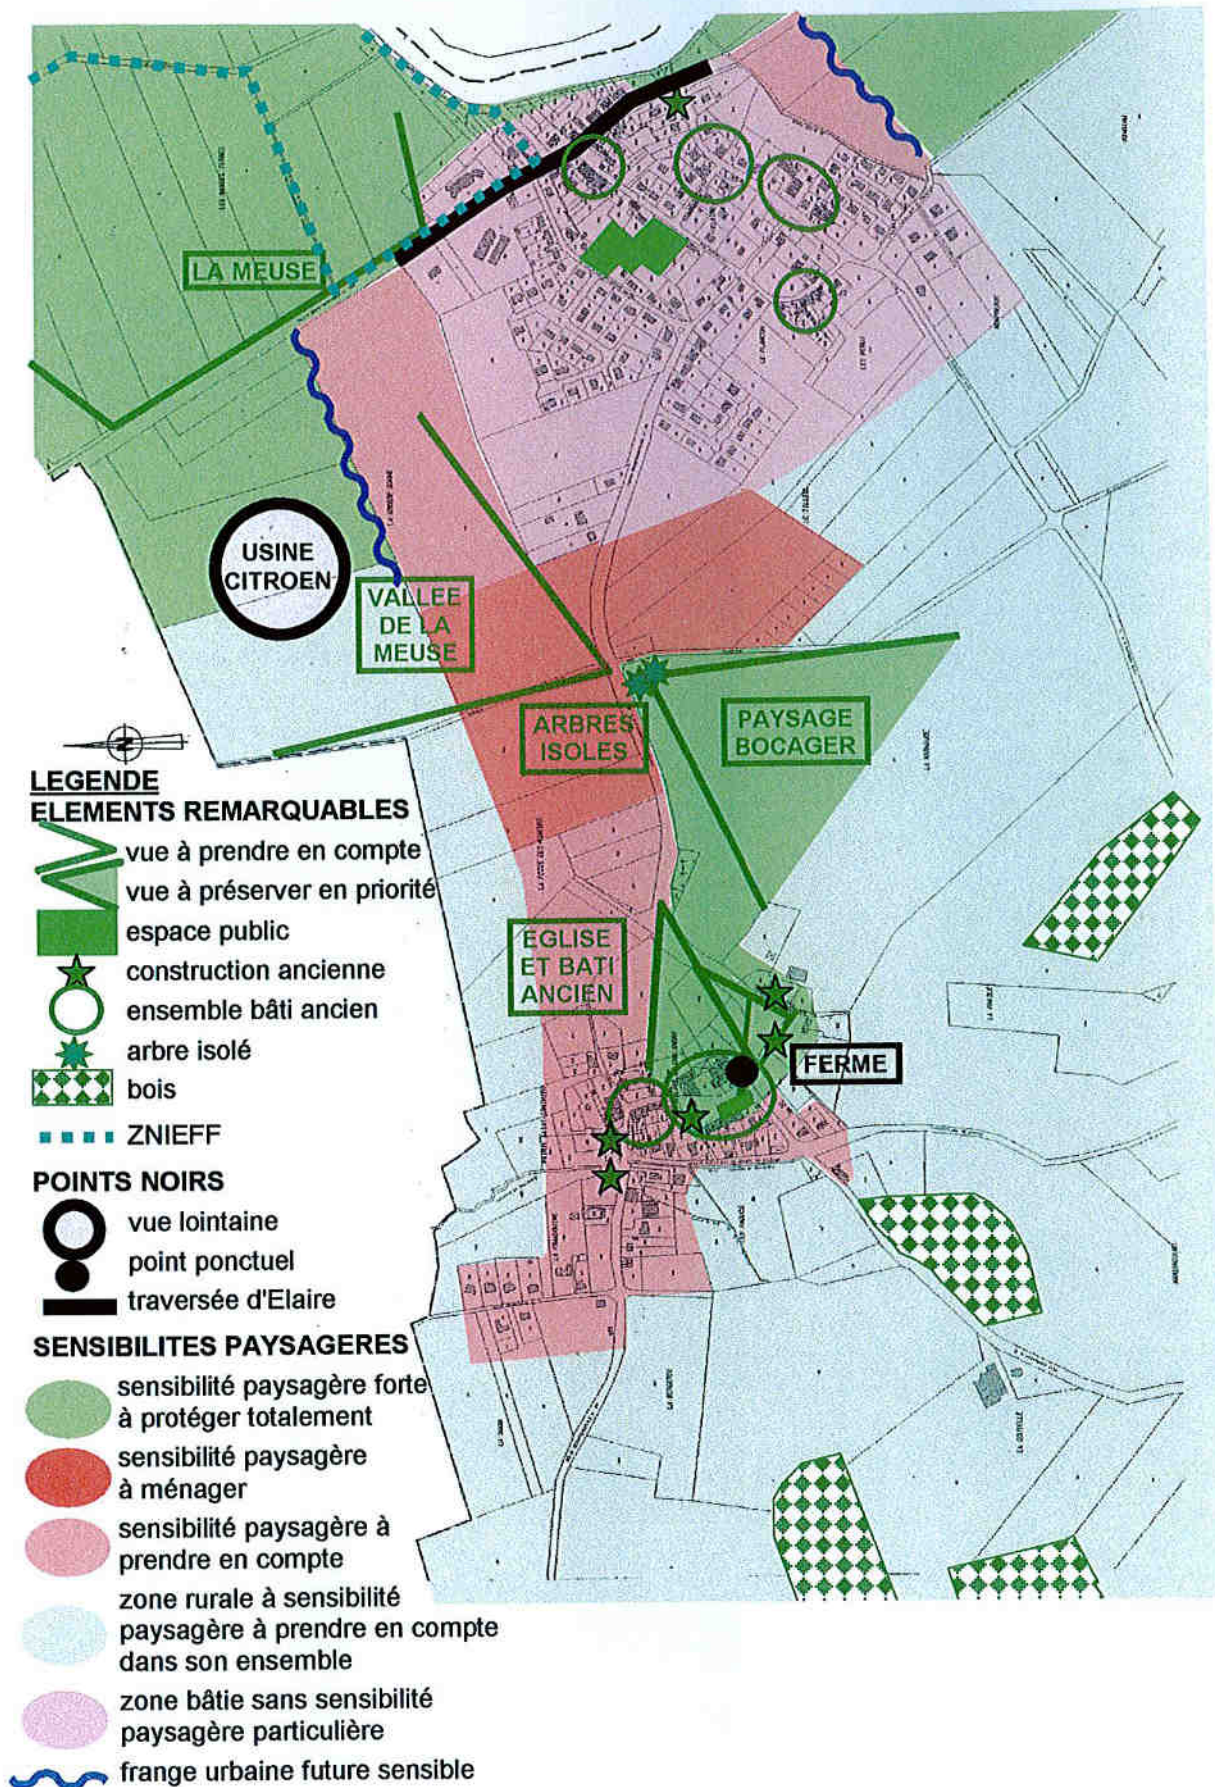 LA MEUSE
USINE
CITROEN
VALLEE
DE LA
MEUSE
ARBRES
ISOLES
PAYSAGE
BOCAGER
EGLISE
ET BATI
ANCIEN
FERME
N
LEGENDE
ELEMENTS REMARQUABLES
vue à prendre en compte
vue à préserver en priorité
espace public
construction ancienne
ensemble bâti ancien
arbre isolé
bois
ZNIEFF
POINTS NOIRS
vue lointaine
point ponctuel
traversée d'Elaire
SENSIBILITES PAYSAGERES
sensibilité paysagère forte
à protéger totalement
sensibilité paysagère
à ménager
sensibilité paysagère à
prendre en compte
zone rurale à sensibilité
paysagère à prendre en compte
dans son ensemble
zone bâtie sans sensibilité
paysagère particulière
frange urbaine future sensible